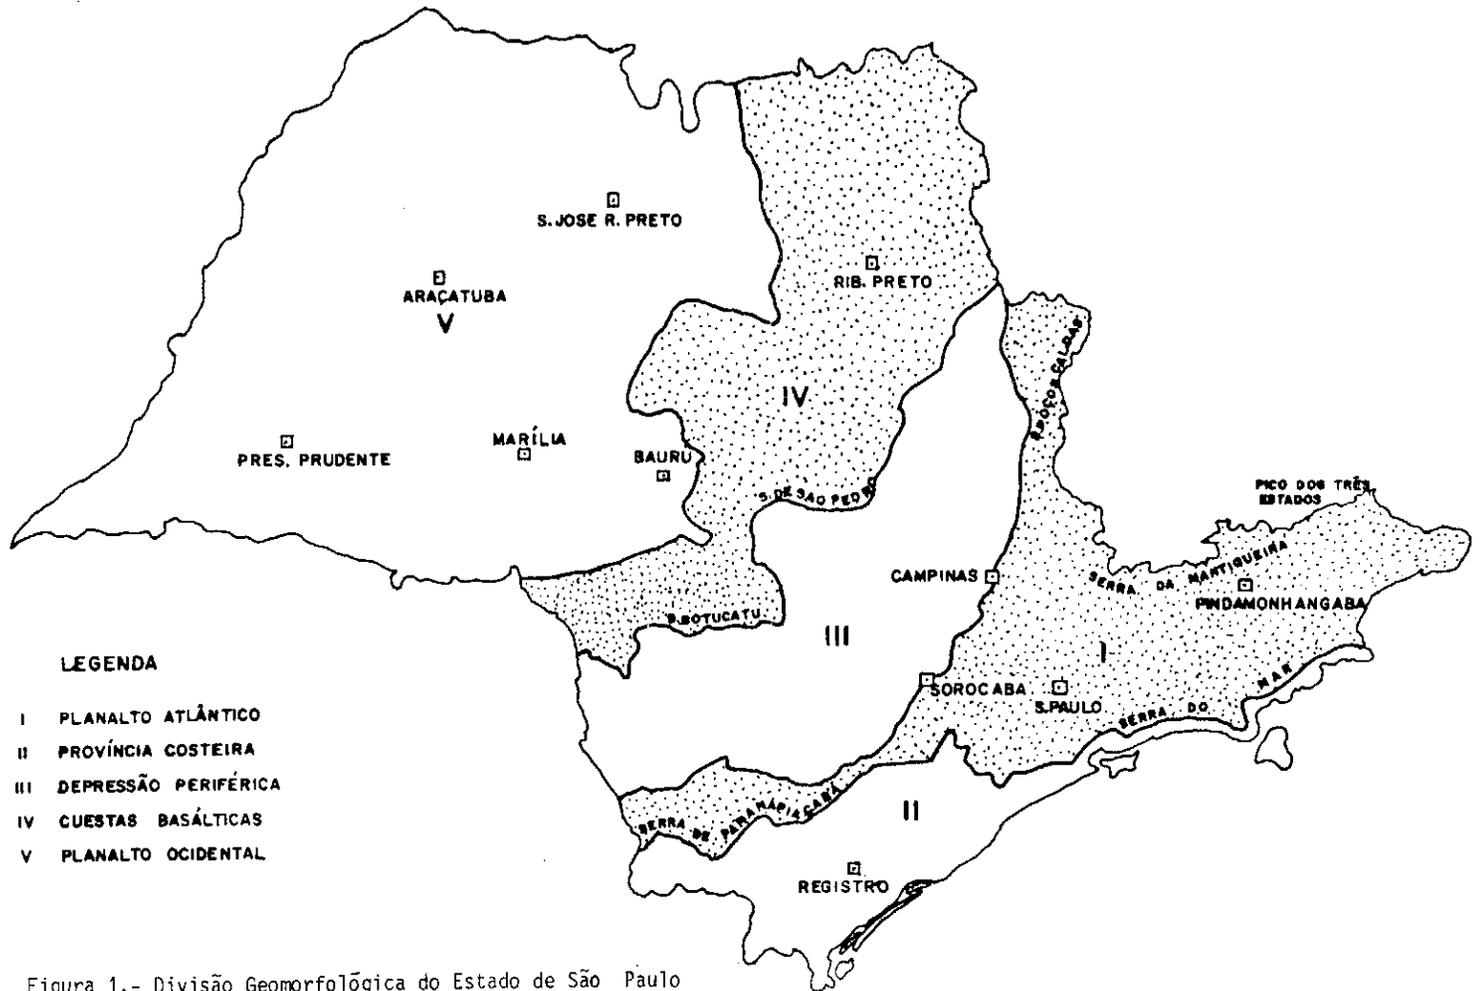 S. JOSE R. PRETO
ARAÇATUBA
V
RIB. PRETO
IV
PRES. PRUDENTE
MARÍLIA
BAURÚ
S. DE SÃO PEDRO
PICO DOS TRÊS
ESTADOS
CAMPINAS
SERRA DA MANTIQUEIRA
PINDAMONHANGABA
S. BOTUCATU
III
I
SOROCABA
S. PAULO
SERRA DO MAR
SERRA DE PARANÁPIAÇABÁ
II
REGISTRO
LEGENDA
I PLANALTO ATLÂNTICO
II PROVÍNCIA COSTEIRA
III DEPRESSÃO PERIFÉRICA
IV CUESTAS BASÁLTICAS
V PLANALTO OCIDENTAL
Figura 1.- Divisão Geomorfológica do Estado de São Paulo